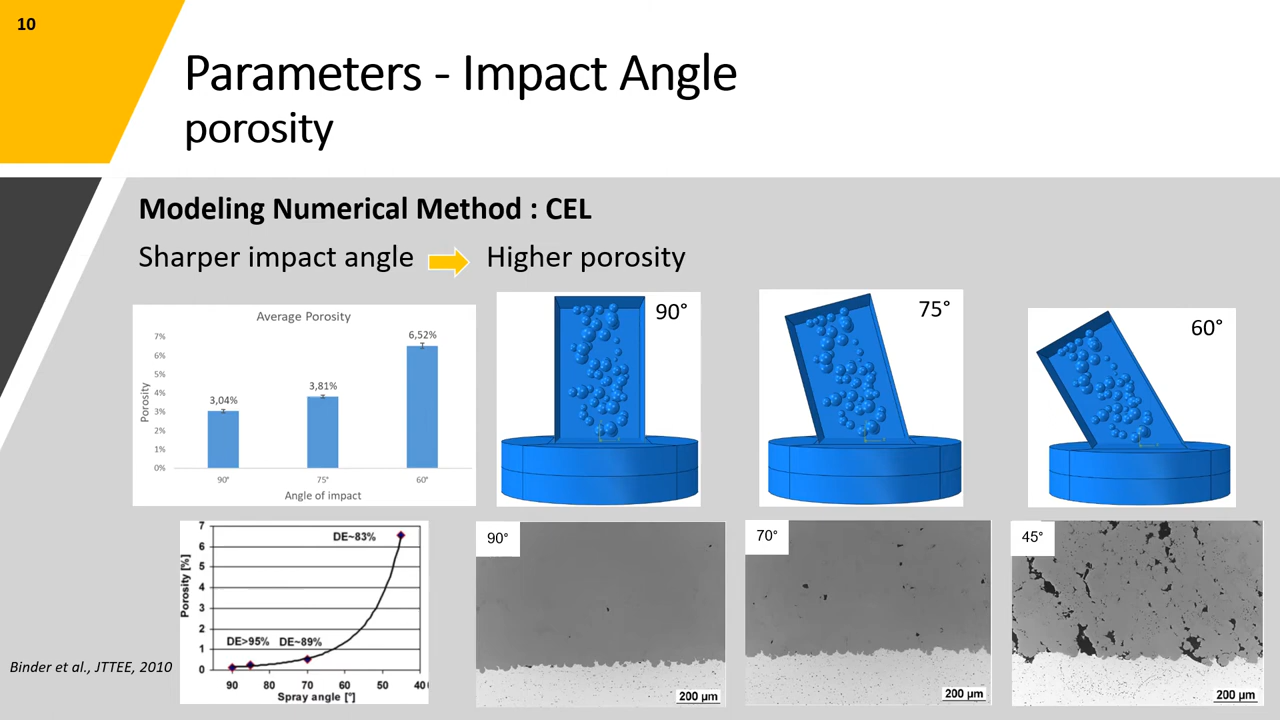 10
Parameters - Impact Angle
porosity
Modeling Numerical Method : CEL
Sharper impact angle
Higher porosity
Average Porosity
Porosity
7%
6%
5%
4%
3%
2%
1%
0%
3,04%
3,81%
6,52%
90°
75°
60°
Angle of impact
90°
75°
60°
Porosity [%]
7
6
5
4
3
2
1
0
DE~83%
DE>95%
DE~89%
90
80
70
60
50
40
Spray angle [°]
90°
200 µm
70°
200 µm
45°
200 µm
Binder et al., JTTEE, 2010